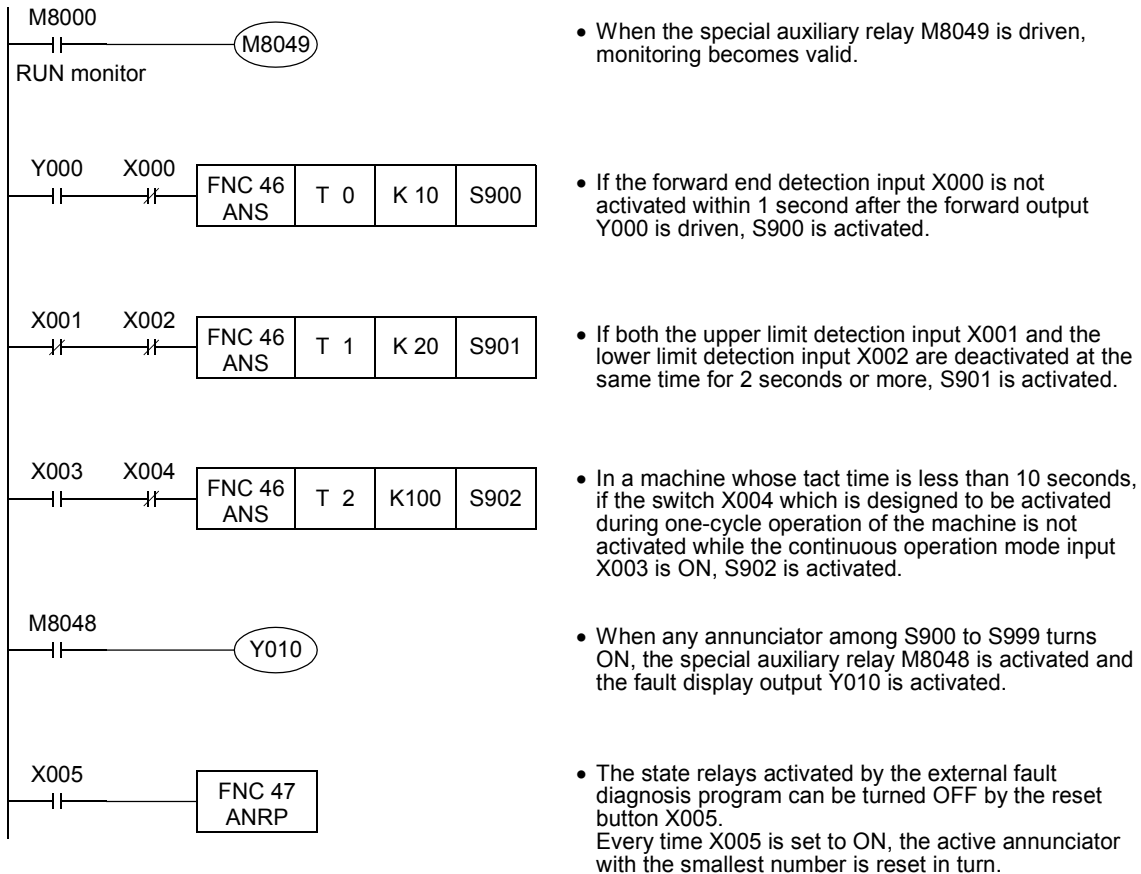 M8000
M8049
RUN monitor
• When the special auxiliary relay M8049 is driven,
monitoring becomes valid.
Y000 X000
FNC 46
ANS
T 0
K 10
S900
• If the forward end detection input X000 is not
activated within 1 second after the forward output
Y000 is driven, S900 is activated.
X001 X002
FNC 46
ANS
T 1
K 20
S901
• If both the upper limit detection input X001 and the
lower limit detection input X002 are deactivated at the
same time for 2 seconds or more, S901 is activated.
X003 X004
FNC 46
ANS
T 2
K100
S902
• In a machine whose tact time is less than 10 seconds,
if the switch X004 which is designed to be activated
during one-cycle operation of the machine is not
activated while the continuous operation mode input
X003 is ON, S902 is activated.
M8048
Y010
• When any annunciator among S900 to S999 turns
ON, the special auxiliary relay M8048 is activated and
the fault display output Y010 is activated.
X005
FNC 47
ANRP
• The state relays activated by the external fault
diagnosis program can be turned OFF by the reset
button X005.
Every time X005 is set to ON, the active annunciator
with the smallest number is reset in turn.